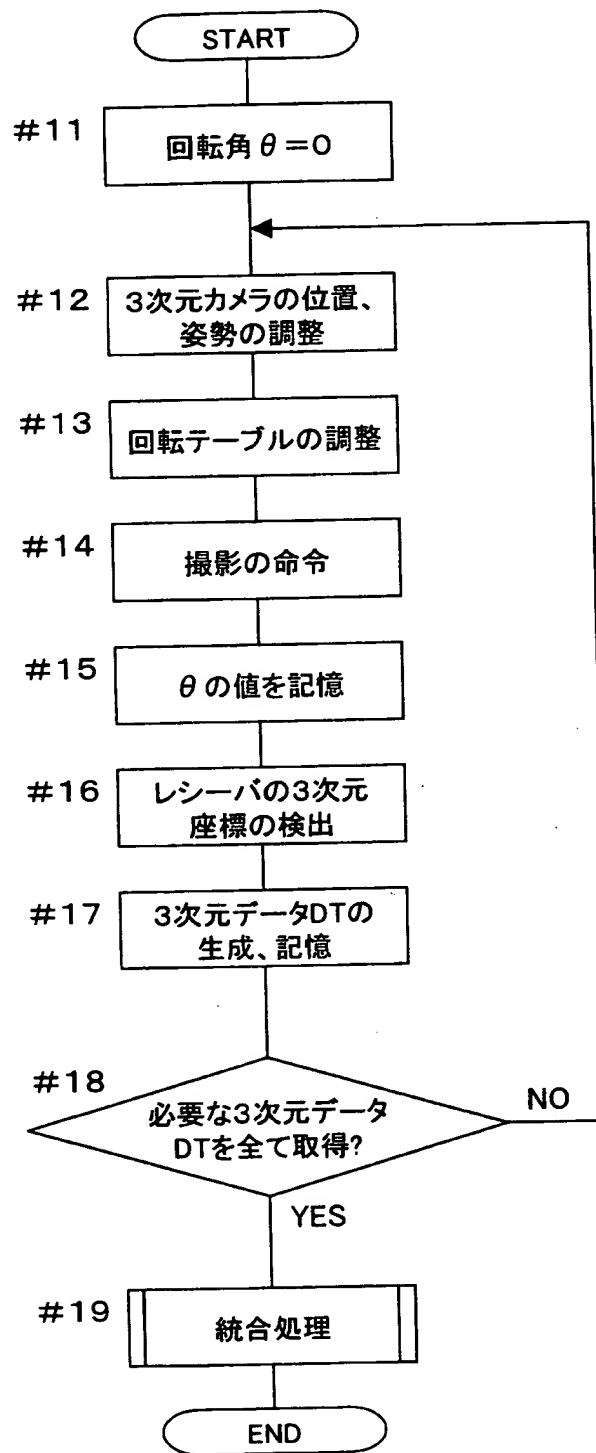 START
#11
回転角θ=0
#12
3次元カメラの位置、
姿勢の調整
#13
回転テーブルの調整
#14
撮影の命令
#15
θの値を記憶
#16
レシーバの3次元
座標の検出
#17
3次元データDTの
生成、記憶
#18
必要な3次元データ
DTを全て取得?
NO
YES
#19
統合処理
END